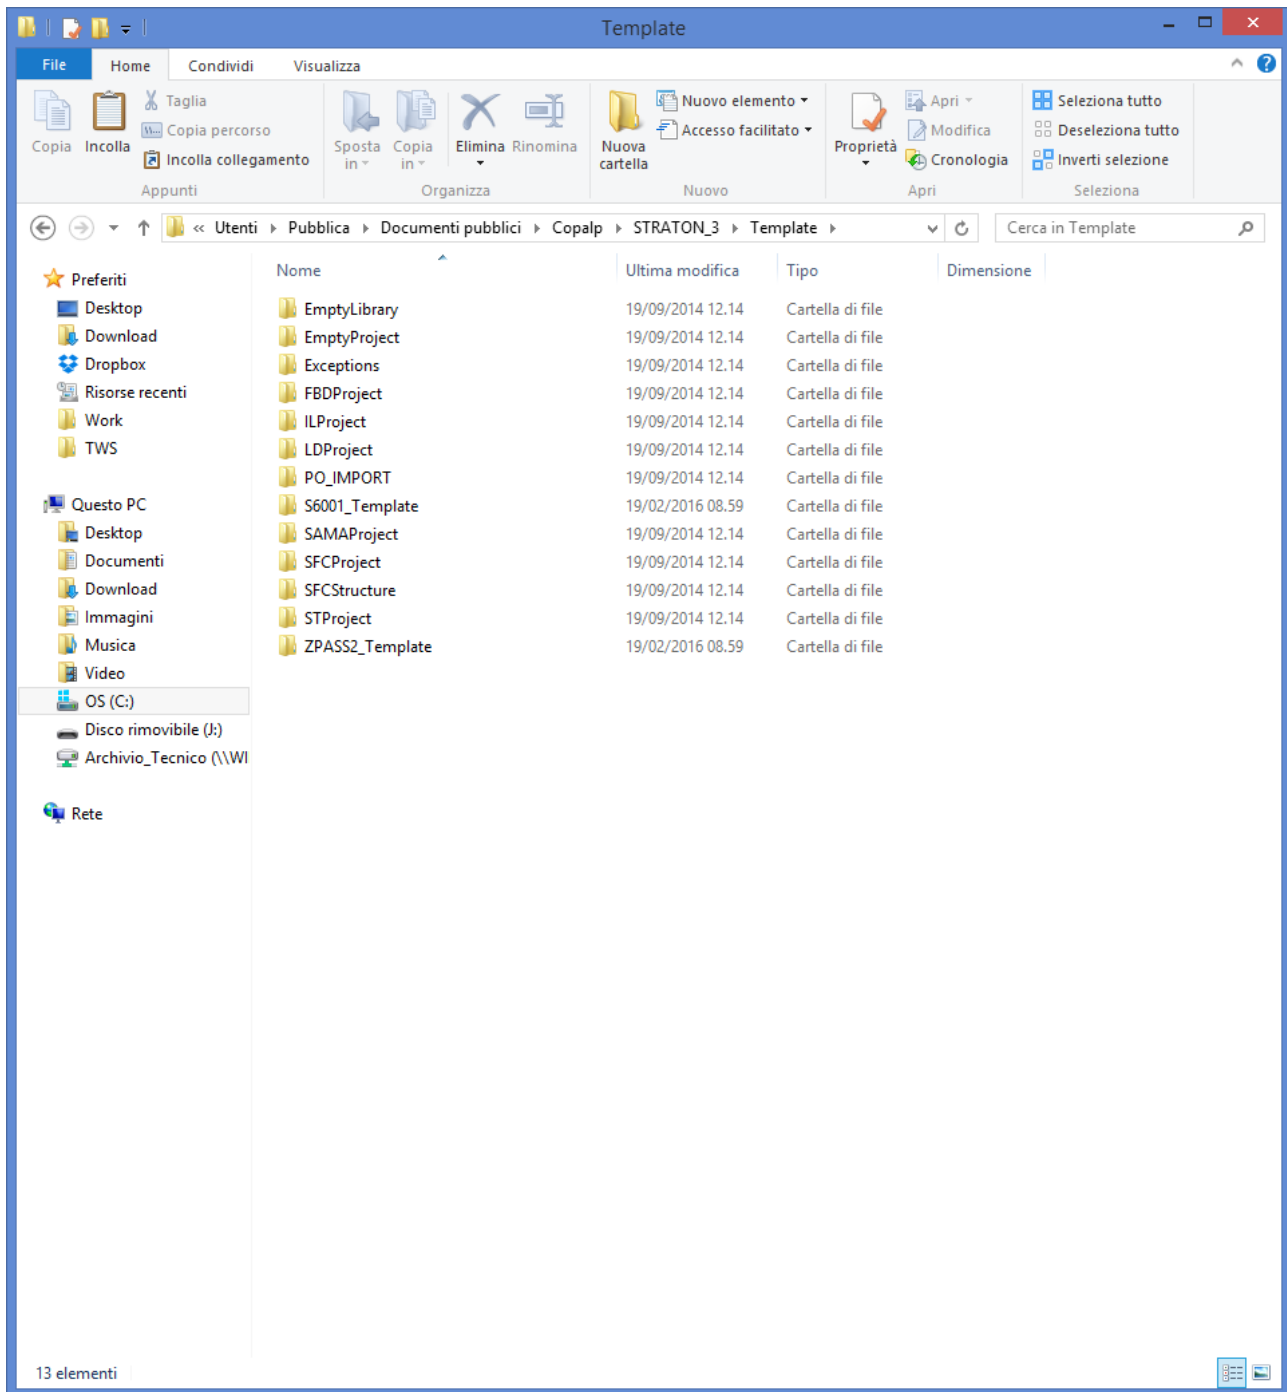 Template
File Home Condividi Visualizza
Copia
Incolla
Taglia
Copia percorso
Incolla collegamento
Appunti
Sposta in
Copia in
Elimina
Rinomina
Organizza
Nuova cartella
Nuovo elemento
Accesso facilitato
Nuovo
Proprietà
Apri
Modifica
Cronologia
Apri
Seleziona tutto
Deseleziona tutto
Inverti selezione
Seleziona
« Utenti Pubblica Documenti pubblici Copalp STRATON_3 Template
Cerca in Template
Preferiti
Desktop
Download
Dropbox
Risorse recenti
Work
TWS
Questo PC
Desktop
Documenti
Download
Immagini
Musica
Video
OS (C:)
Disco rimovibile (J:)
Archivio_Tecnico (\\WI
Rete
Nome Ultima modifica Tipo Dimensione
EmptyLibrary 19/09/2014 12.14 Cartella di file
EmptyProject 19/09/2014 12.14 Cartella di file
Exceptions 19/09/2014 12.14 Cartella di file
FBDProject 19/09/2014 12.14 Cartella di file
ILProject 19/09/2014 12.14 Cartella di file
LDProject 19/09/2014 12.14 Cartella di file
PO_IMPORT 19/09/2014 12.14 Cartella di file
S6001_Template 19/02/2016 08.59 Cartella di file
SAMAProject 19/09/2014 12.14 Cartella di file
SFCProject 19/09/2014 12.14 Cartella di file
SFCStructure 19/09/2014 12.14 Cartella di file
STProject 19/09/2014 12.14 Cartella di file
ZPASS2_Template 19/02/2016 08.59 Cartella di file
13 elementi